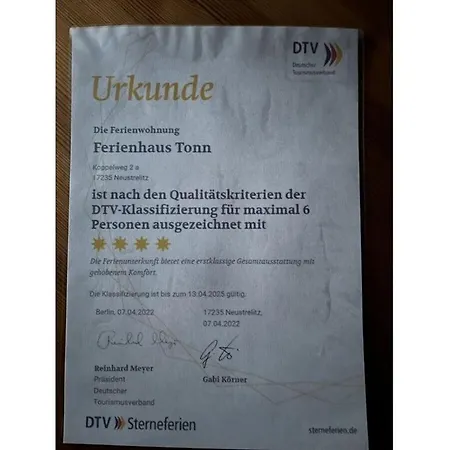 DTV
Deutscher
Tourismusverband
Urkunde
Die Ferienwohnung
Ferienhaus Tonn
Koppelweg 2 a
17235 Neustrelitz
ist nach den Qualitätskriterien der
DTV-Klassifizierung für maximal 6
Personen ausgezeichnet mit
Die Ferienunterkunft bietet eine erstklassige Gesamtausstattung mit
gehobenem Komfort.
Die Klassifizierung ist bis zum 13.04.2025 gültig.
Berlin, 07.04.2022
17235 Neustrelitz,
07.04.2022
Reinhard Meyer
Präsident
Deutscher
Tourismusverband
Gabi Körner
DTV Sterneferien
sterneferien.de